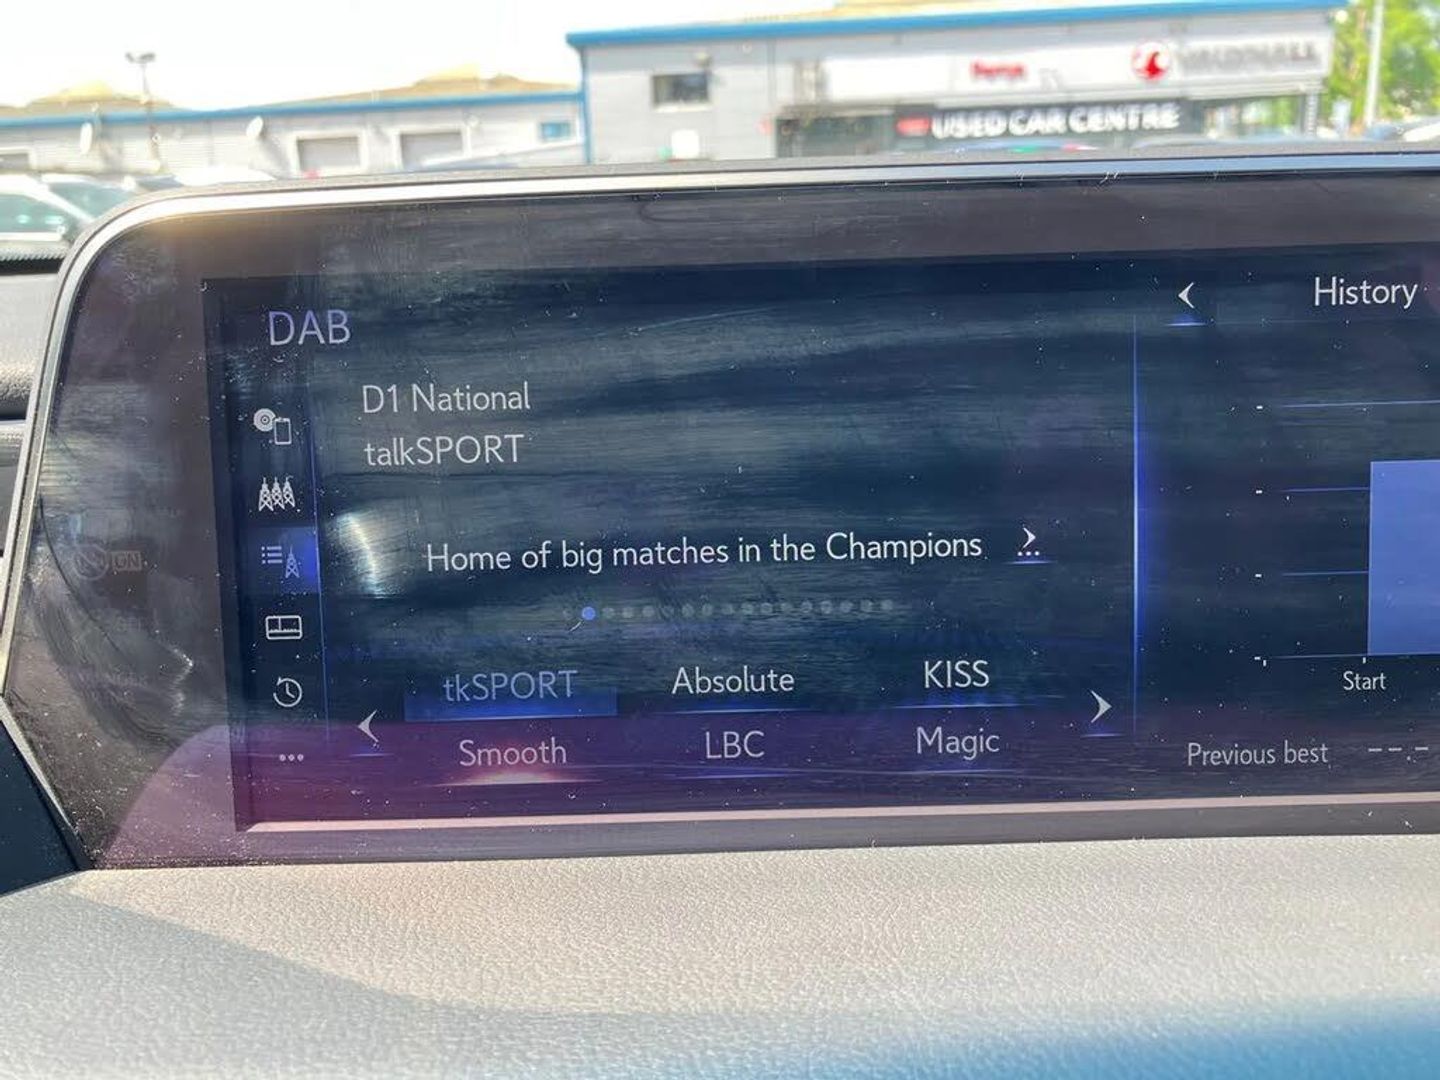 USED CAR CENTRE
DAB
History
D1 National
talkSPORT
Home of big matches in the Champions
...
tkSPORT Absolute KISS
Smooth LBC Magic
Start
Previous best --.-
ON